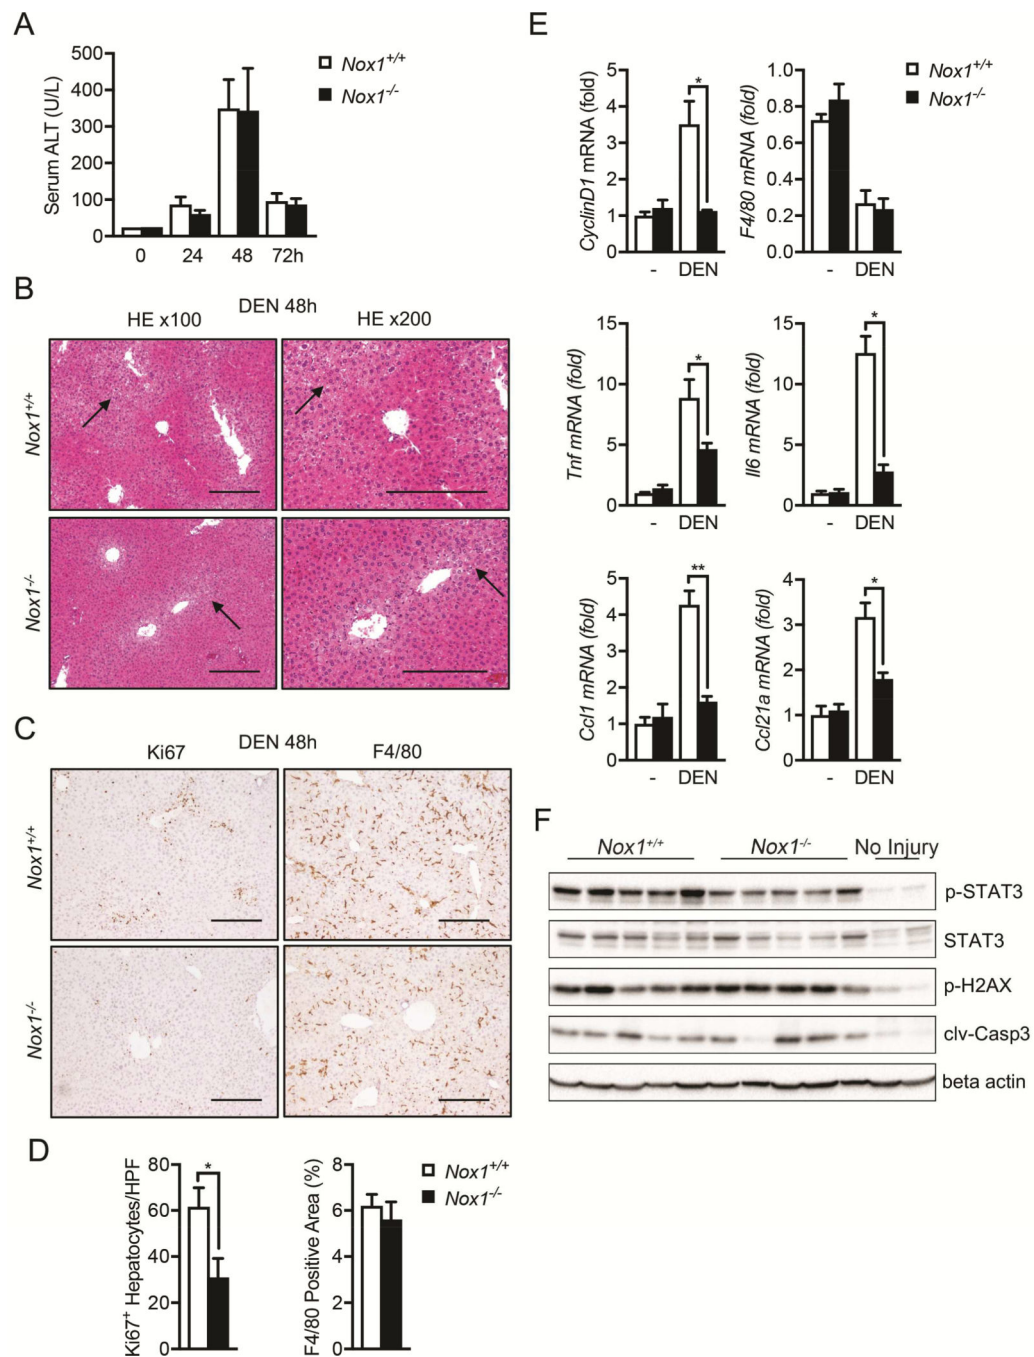 A
500
400
300
200
100
0
Serum ALT (U/L)
0 24 48 72h
Nox1+/+
Nox1-/-
B
DEN 48h
HE x100 HE x200
Nox1+/+
Nox1-/-
C
DEN 48h
Ki67 F4/80
Nox1+/+
Nox1-/-
D
80
60
40
20
0
Ki67+ Hepatocytes/HPF
*
8
6
4
2
0
F4/80 Positive Area (%)
Nox1+/+
Nox1-/-
E
Nox1+/+
Nox1-/-
5
4
3
2
1
0
CyclinD1 mRNA (fold)
*
- DEN
1.0
0.8
0.6
0.4
0.2
0
F4/80 mRNA (fold)
- DEN
15
10
5
0
Tnf mRNA (fold)
*
- DEN
15
10
5
0
Il6 mRNA (fold)
*
- DEN
5
4
3
2
1
0
Ccl1 mRNA (fold)
**
- DEN
4
3
2
1
0
Ccl21a mRNA (fold)
*
- DEN
F
Nox1+/+ Nox1-/- No Injury
p-STAT3
STAT3
p-H2AX
clv-Casp3
beta actin